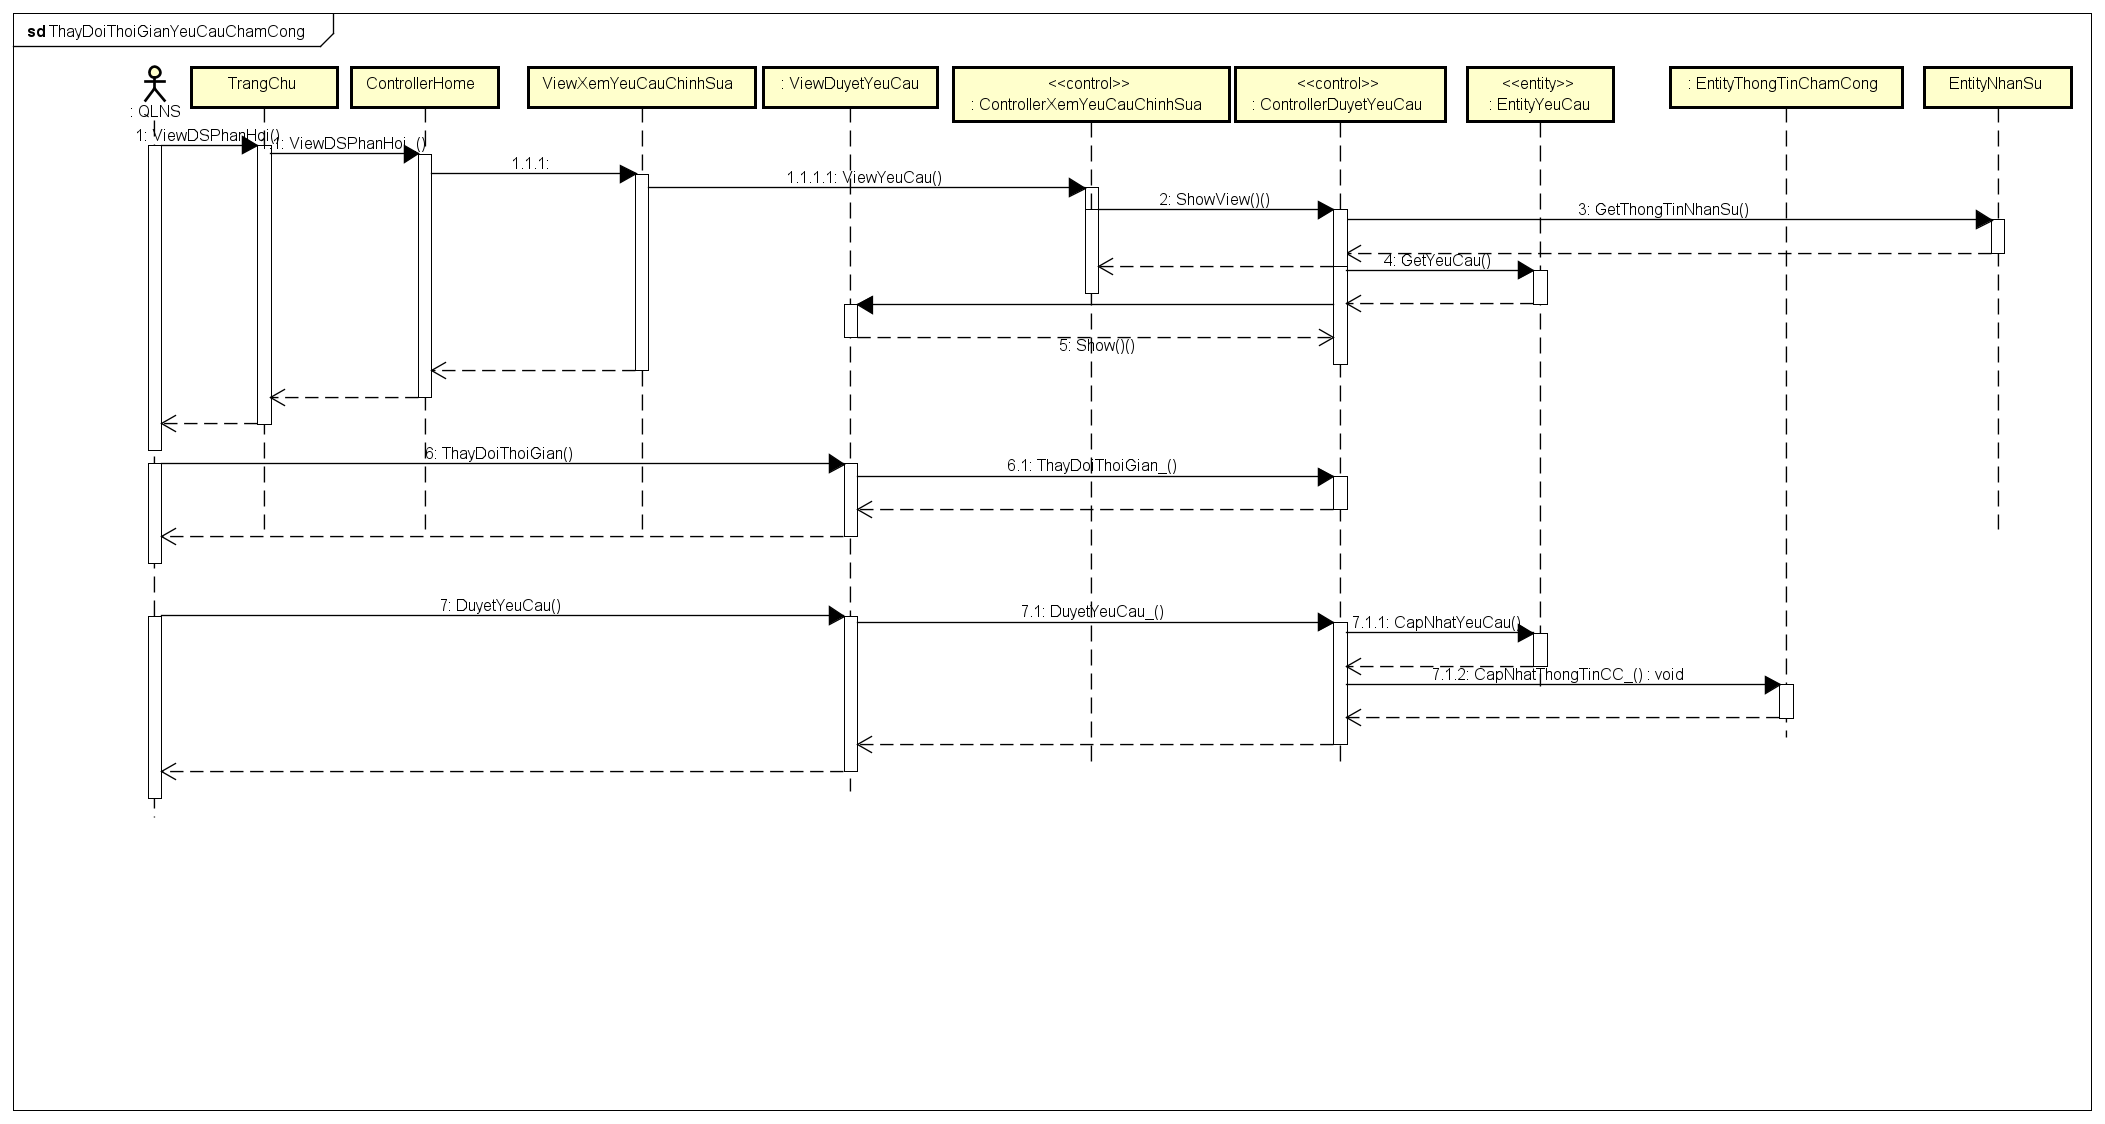 sd ThayDoiThoiGianYeuCauChamCong
: QLNS
TrangChu
ControllerHome
ViewXemYeuCauChinhSua
: ViewDuyetYeuCau
<<control>>
: ControllerXemYeuCauChinhSua
<<control>>
: ControllerDuyetYeuCau
<<entity>>
: EntityYeuCau
: EntityThongTinChamCong
EntityNhanSu
1: ViewDSPhanHoi()
1: ViewDSPhanHoi_()
1.1.1:
1.1.1.1: ViewYeuCau()
2: ShowView()()
3: GetThongTinNhanSu()
4: GetYeuCau()
5: Show()()
6: ThayDoiThoiGian()
6.1: ThayDoiThoiGian_()
7: DuyetYeuCau()
7.1: DuyetYeuCau_()
7.1.1: CapNhatYeuCau()
7.1.2: CapNhatThongTinCC_() : void